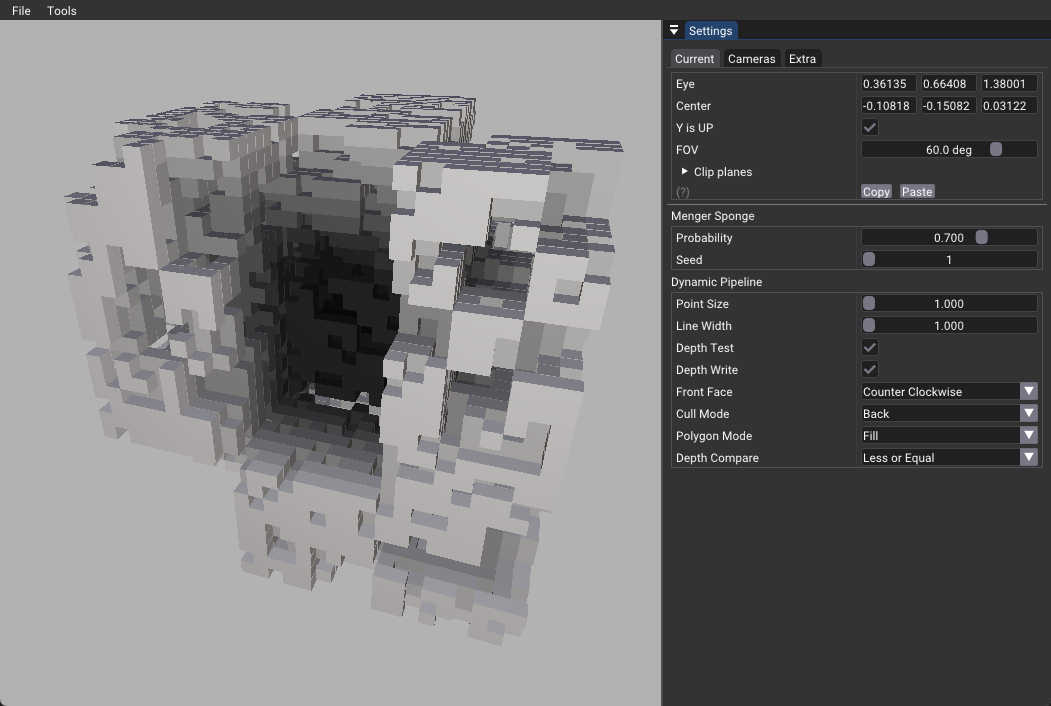 File Tools
Settings
Current Cameras Extra
Eye 0.36135 0.66408 1.38001
Center -0.10818 -0.15082 0.03122
Y is UP
FOV 60.0 deg
Clip planes
(?) Copy Paste
Menger Sponge
Probability 0.700
Seed 1
Dynamic Pipeline
Point Size 1.000
Line Width 1.000
Depth Test
Depth Write
Front Face Counter Clockwise
Cull Mode Back
Polygon Mode Fill
Depth Compare Less or Equal